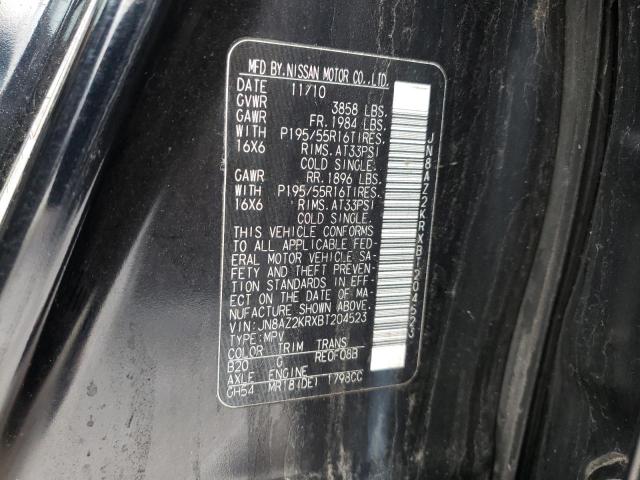 MFD BY. NISSAN MOTOR CO., LTD.
DATE 11/10
GVWR 3858 LBS.
GAWR FR. 1984 LBS.
WITH P195/55R16TIRES.
16X6 RIMS. AT33PSI
COLD SINGLE.
GAWR RR. 1896 LBS.
WITH P195/55R16TIRES.
16X6 RIMS. AT33PSI
COLD SINGLE.
THIS VEHICLE CONFORMS
TO ALL APPLICABLE FED-
ERAL MOTOR VEHICLE SA-
FETY AND THEFT PREVEN-
TION STANDARDS IN EFF-
ECT ON THE DATE OF MA-
NUFACTURE SHOWN ABOVE.
VIN: JN8AZ2KRXBT204523
TYPE: MPV
COLOR TRIM TRANS
B20 G RE0F08B
AXLE ENGINE
GH54 MR18(DE) 1798CC
JN8AZ2KRXBT204523